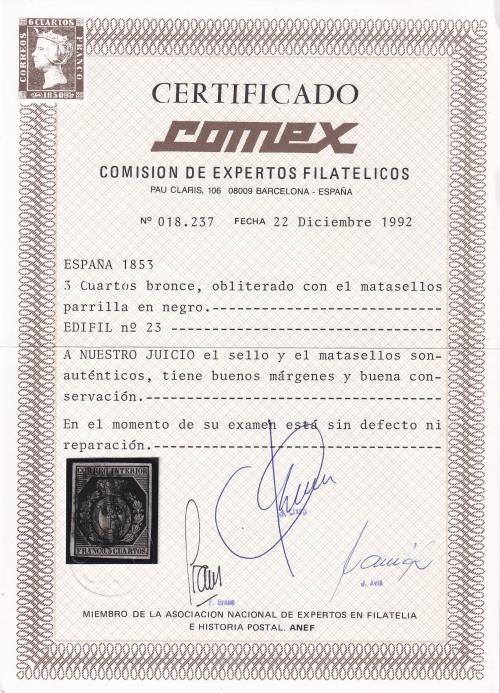 6 CUARTOS
CORREOS
FRANCO
1850
CERTIFICADO
comex
COMISION DE EXPERTOS FILATELICOS
PAU CLARIS, 106 08009 BARCELONA - ESPAÑA
Nº 018.237 FECHA 22 Diciembre 1992
ESPAÑA 1853
3 Cuartos bronce, obliterado con el matasellos
parrilla en negro.-----------------------------
EDIFIL nº 23 ----------------------------------
A NUESTRO JUICIO el sello y el matasellos son-
auténticos, tiene buenos márgenes y buena con-
servación.-------------------------------------
En el momento de su examen está sin defecto ni
reparación.------------------------------------
CORREO INTERIOR
FRANCO 3 CUARTOS.
J. Avià
MIEMBRO DE LA ASOCIACION NACIONAL DE EXPERTOS EN FILATELIA
E HISTORIA POSTAL. ANEF